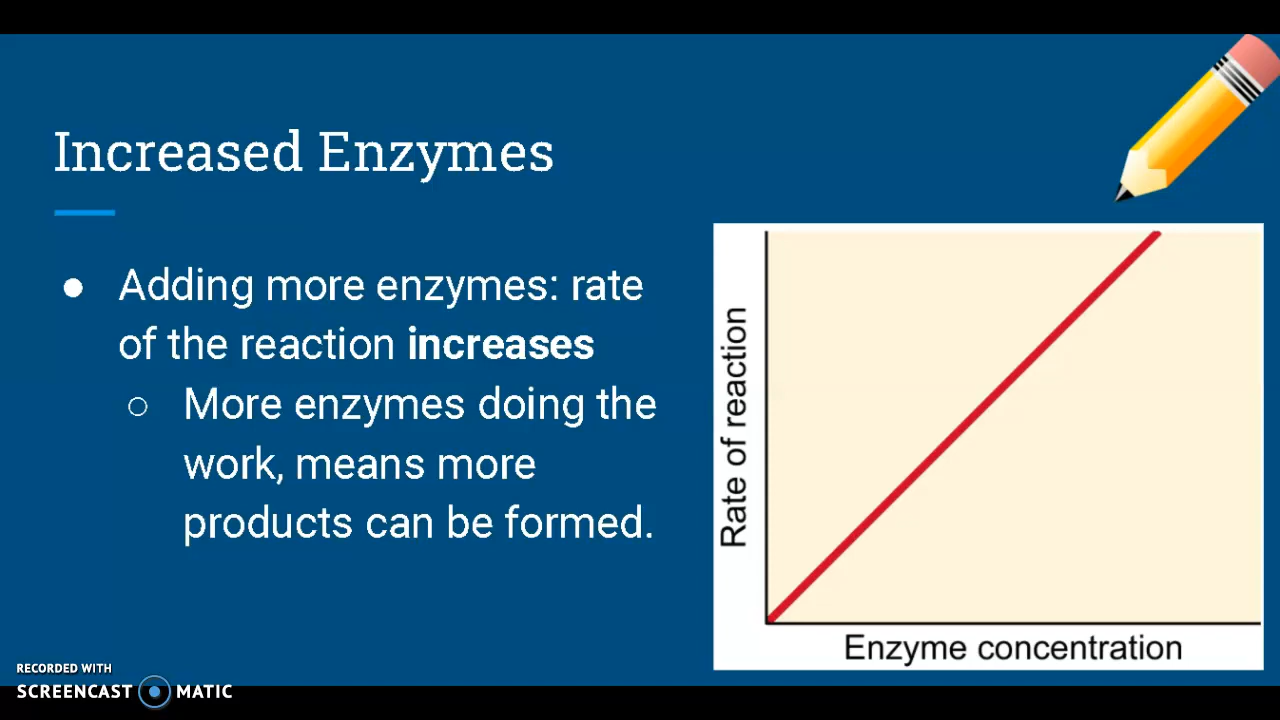 Increased Enzymes
● Adding more enzymes: rate
of the reaction increases
○ More enzymes doing the
work, means more
products can be formed.
Rate of reaction
Enzyme concentration
RECORDED WITH
SCREENCAST MATIC